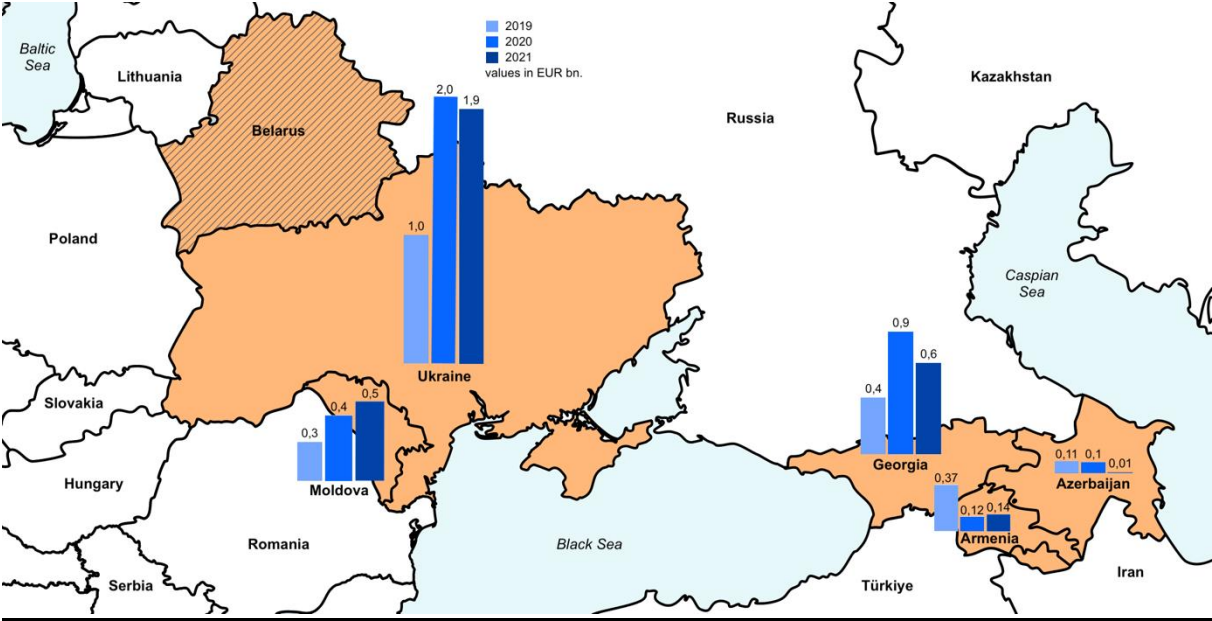 2019
2020
2021
values in EUR bn.
Baltic
Sea
Lithuania
Belarus
Russia
Kazakhstan
Poland
2,0
1,9
1,0
Ukraine
Caspian
Sea
Slovakia
Hungary
0,3
0,4
0,5
Moldova
0,4
0,9
0,6
Georgia
0,11
0,1
0,01
Azerbaijan
0,37
0,12
0,14
Armenia
Romania
Black Sea
Serbia
Türkiye
Iran